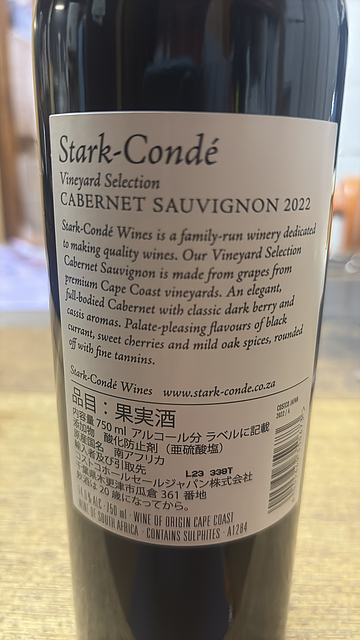 Stark-Condé
Vineyard Selection
CABERNET SAUVIGNON 2022
Stark-Condé Wines is a family-run winery dedicated
to making quality wines. Our Vineyard Selection
Cabernet Sauvignon is made from grapes from
premium Cape Coast vineyards. An elegant,
full-bodied Cabernet with classic dark berry and
cassis aromas. Palate-pleasing flavours of black
currant, sweet cherries and mild oak spices, rounded
off with fine tannins.
Stark-Condé Wines www.stark-conde.co.za
品目：果実酒
内容量 750 ml アルコール分 ラベルに記載
添加物 酸化防止剤（亜硫酸塩）
原産国名 南アフリカ
輸入者及び引取先
コストコホールセールジャパン株式会社
千葉県木更津市瓜倉 361 番地
飲酒は 20 歳になってから。
L23 339T
COSTCO JAPAN
750 ml · WINE OF ORIGIN CAPE COAST
WINE OF SOUTH AFRICA · CONTAINS SULPHITES · A1284